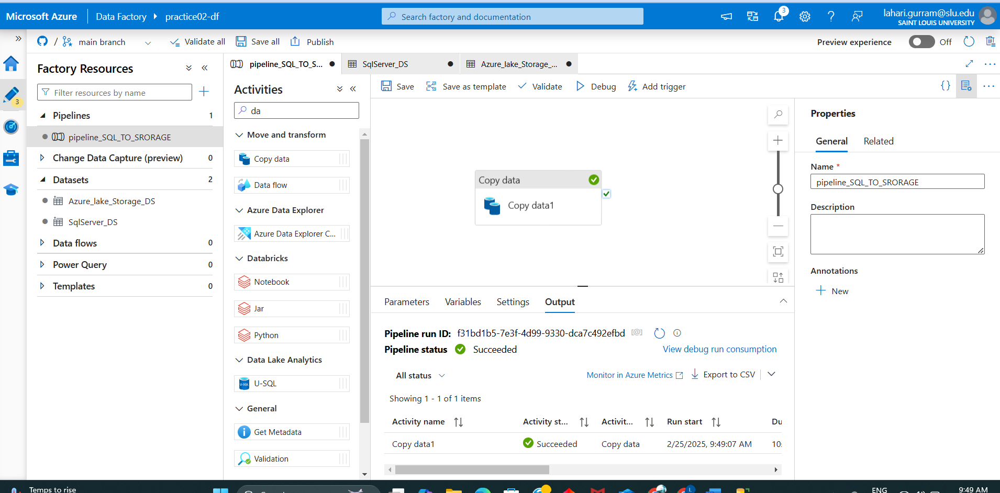 Microsoft Azure
Data Factory
practice02-df
Search factory and documentation
3
lahari.gurram@slu.edu
SAINT LOUIS UNIVERSITY
/ main branch
Validate all
Save all
Publish
Preview experience
Off
3
Factory Resources
Filter resources by name
Pipelines 1
pipeline_SQL_TO_SRORAGE
Change Data Capture (preview) 0
Datasets 2
Azure_lake_Storage_DS
SqlServer_DS
Data flows 0
Power Query 0
Templates 0
pipeline_SQL_TO_S...
SqlServer_DS
Azure_lake_Storage_...
Activities
da
Move and transform
Copy data
Data flow
Azure Data Explorer
Azure Data Explorer C...
Databricks
Notebook
Jar
Python
Data Lake Analytics
U-SQL
U-SQL
General
Get Metadata
Validation
Save
Save as template
Validate
Debug
Add trigger
{}
Copy data
Copy data1
Parameters
Variables
Settings
Output
Pipeline run ID: f31bd1b5-7e3f-4d99-9330-dca7c492efbd
Pipeline status Succeeded
View debug run consumption
All status
Monitor in Azure Metrics
Export to CSV
Showing 1 - 1 of 1 items
Activity name Activity st... Activit... Run start Du
Copy data1 Succeeded Copy data 2/25/2025, 9:49:07 AM 10
Properties
General
Related
Name *
pipeline_SQL_TO_SRORAGE
Description
Annotations
New
Temps to rise
L
ENG
9:49 AM